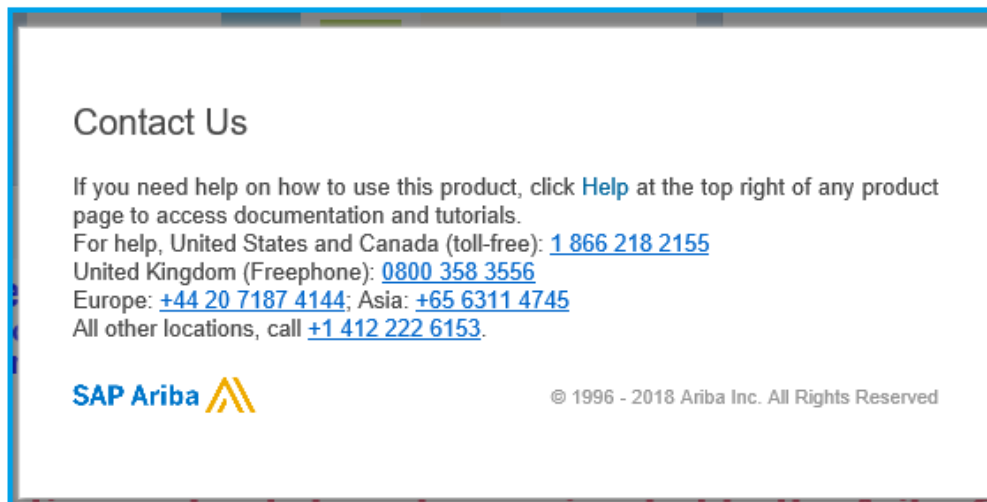 Contact Us
If you need help on how to use this product, click Help at the top right of any product
page to access documentation and tutorials.
For help, United States and Canada (toll-free): 1 866 218 2155
United Kingdom (Freephone): 0800 358 3556
Europe: +44 20 7187 4144; Asia: +65 6311 4745
All other locations, call +1 412 222 6153.
SAP Ariba
© 1996 - 2018 Ariba Inc. All Rights Reserved